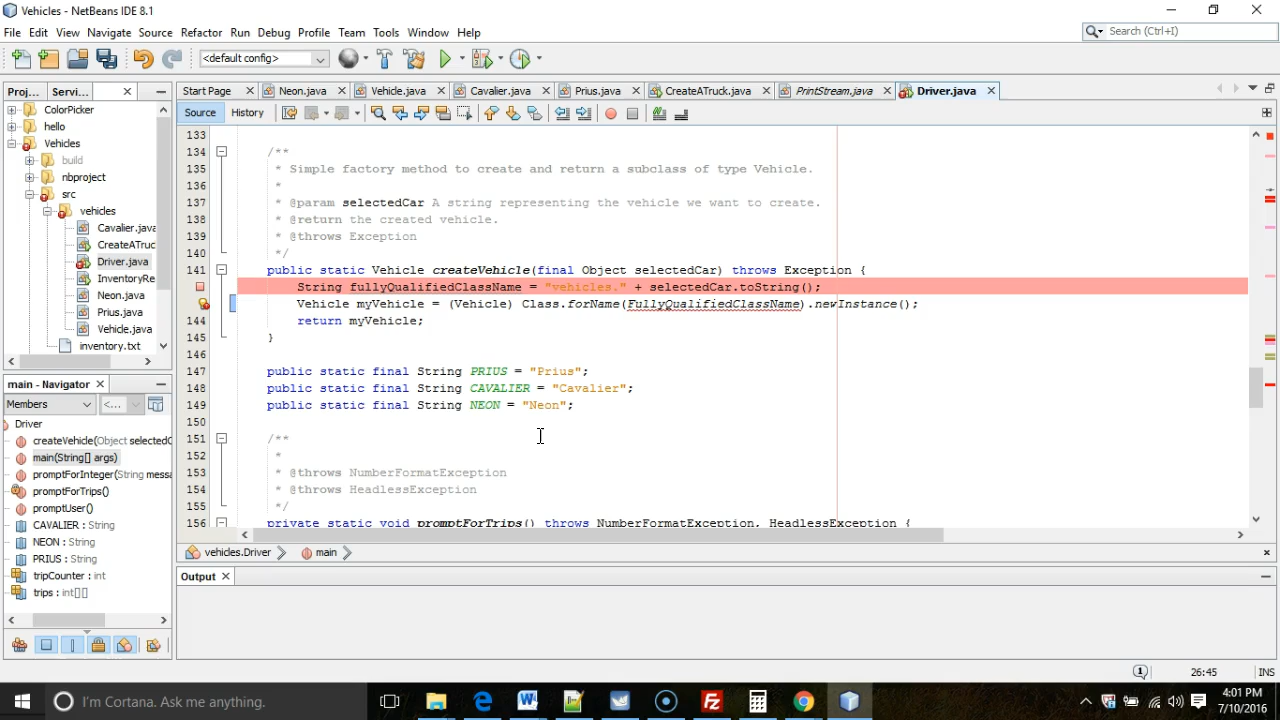 Vehicles - NetBeans IDE 8.1
File Edit View Navigate Source Refactor Run Debug Profile Team Tools Window Help
Search (Ctrl+I)
<default config>
Proj... Servi...
Start Page Neon.java Vehicle.java Cavalier.java Prius.java CreateATruck.java PrintStream.java Driver.java
Source History
ColorPicker
hello
Vehicles
build
nbproject
src
vehicles
Cavalier.java
CreateATruc
Driver.java
InventoryRe
Neon.java
Prius.java
Vehicle.java
inventory.txt
133
134 /**
135 * Simple factory method to create and return a subclass of type Vehicle.
136 *
137 * @param selectedCar A string representing the vehicle we want to create.
138 * @return the created vehicle.
139 * @throws Exception
140 */
141 public static Vehicle createVehicle(final Object selectedCar) throws Exception {
String fullyQualifiedClassName = "vehicles." + selectedCar.toString();
Vehicle myVehicle = (Vehicle) Class.forName(FullyQualifiedClassName).newInstance();
144 return myVehicle;
145 }
146
147 public static final String PRIUS = "Prius";
148 public static final String CAVALIER = "Cavalier";
149 public static final String NEON = "Neon";
150
151 /**
152 *
153 * @throws NumberFormatException
154 * @throws HeadlessException
155 */
156 private static void promptForTrips() throws NumberFormatException, HeadlessException {
main - Navigator
Members <...
Driver
createVehicle(Object selectedC
main(String[] args)
promptForInteger(String messa
promptForTrips()
promptUser()
CAVALIER : String
NEON : String
PRIUS : String
tripCounter : int
trips : int[][]
vehicles.Driver main
Output
1 26:45 INS
I'm Cortana. Ask me anything.
4:01 PM
7/10/2016